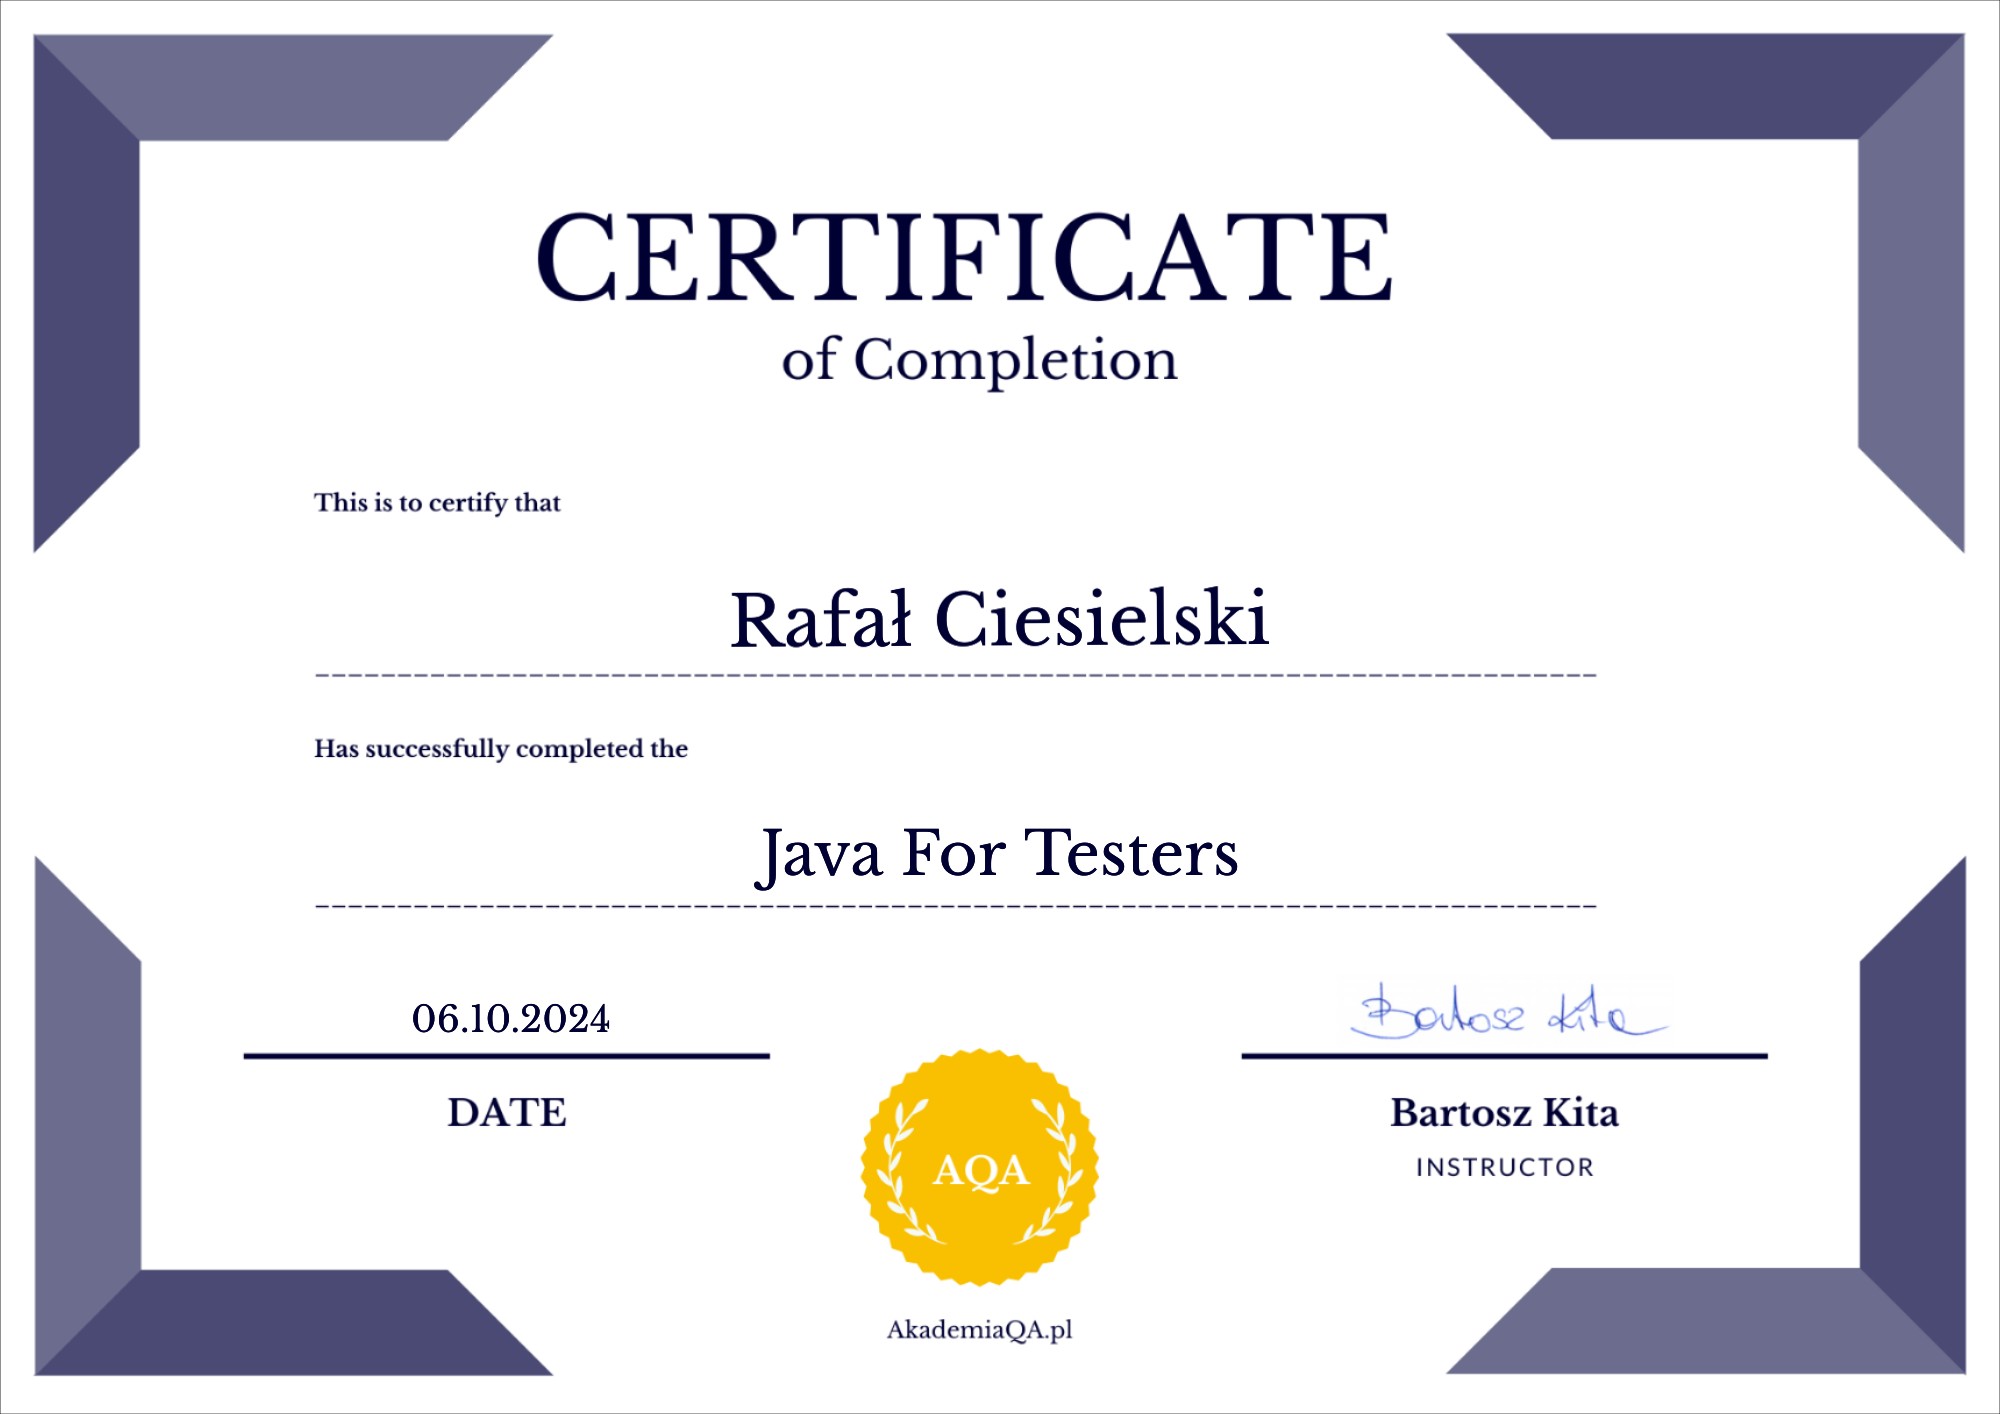 CERTIFICATE
of Completion
This is to certify that
Rafał Ciesielski
Has successfully completed the
Java For Testers
06.10.2024
DATE
AQA
AkademiaQA.pl
Bartosz Kita
Bartosz Kita
INSTRUCTOR